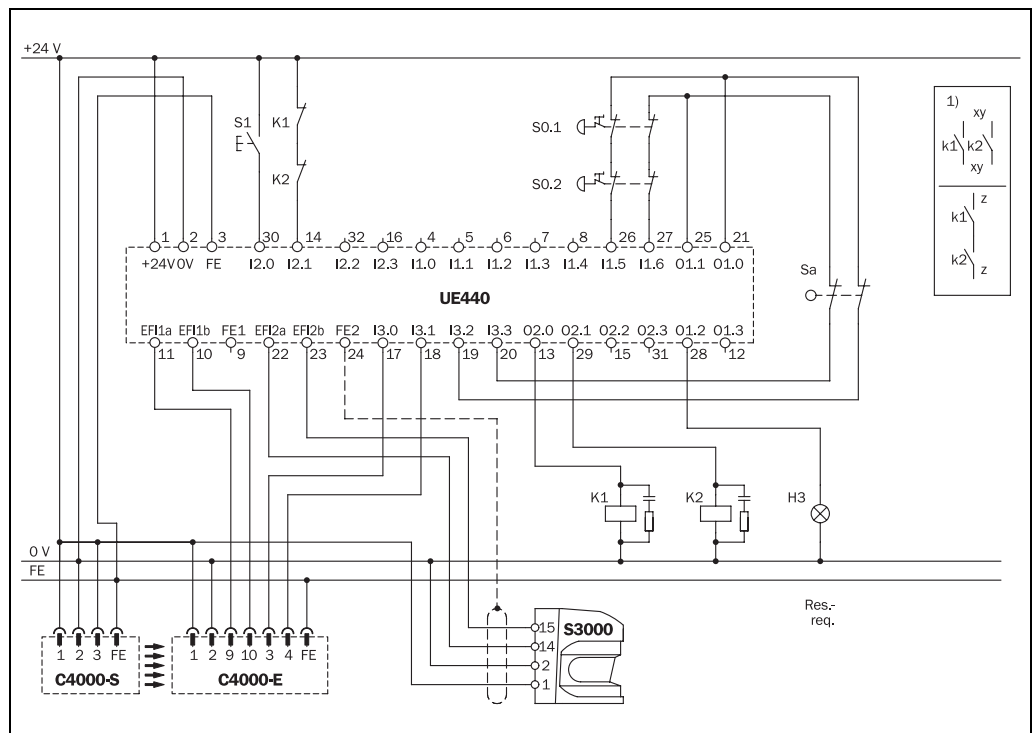 +24 V
1)
xy
k1 k2
xy
z
k1
k2
z
S1
E
K1
K2
S0.1
S0.2
1 2 3 30 14 32 16 4 5 6 7 8 26 27 25 21
+24V 0V FE I2.0 I2.1 I2.2 I2.3 I1.0 I1.1 I1.2 I1.3 I1.4 I1.5 I1.6 O1.1 O1.0
Sa
UE440
EFI1a EFI1b FE1 EFI2a EFI2b FE2 I3.0 I3.1 I3.2 I3.3 O2.0 O2.1 O2.2 O2.3 O1.2 O1.3
11 10 9 22 23 24 17 18 19 20 13 29 15 31 28 12
K1 K2 H3
0 V
FE
Res.-
req.
15 S3000
14
2
1
1 2 3 FE
C4000-S
1 2 9 10 3 4 FE
C4000-E